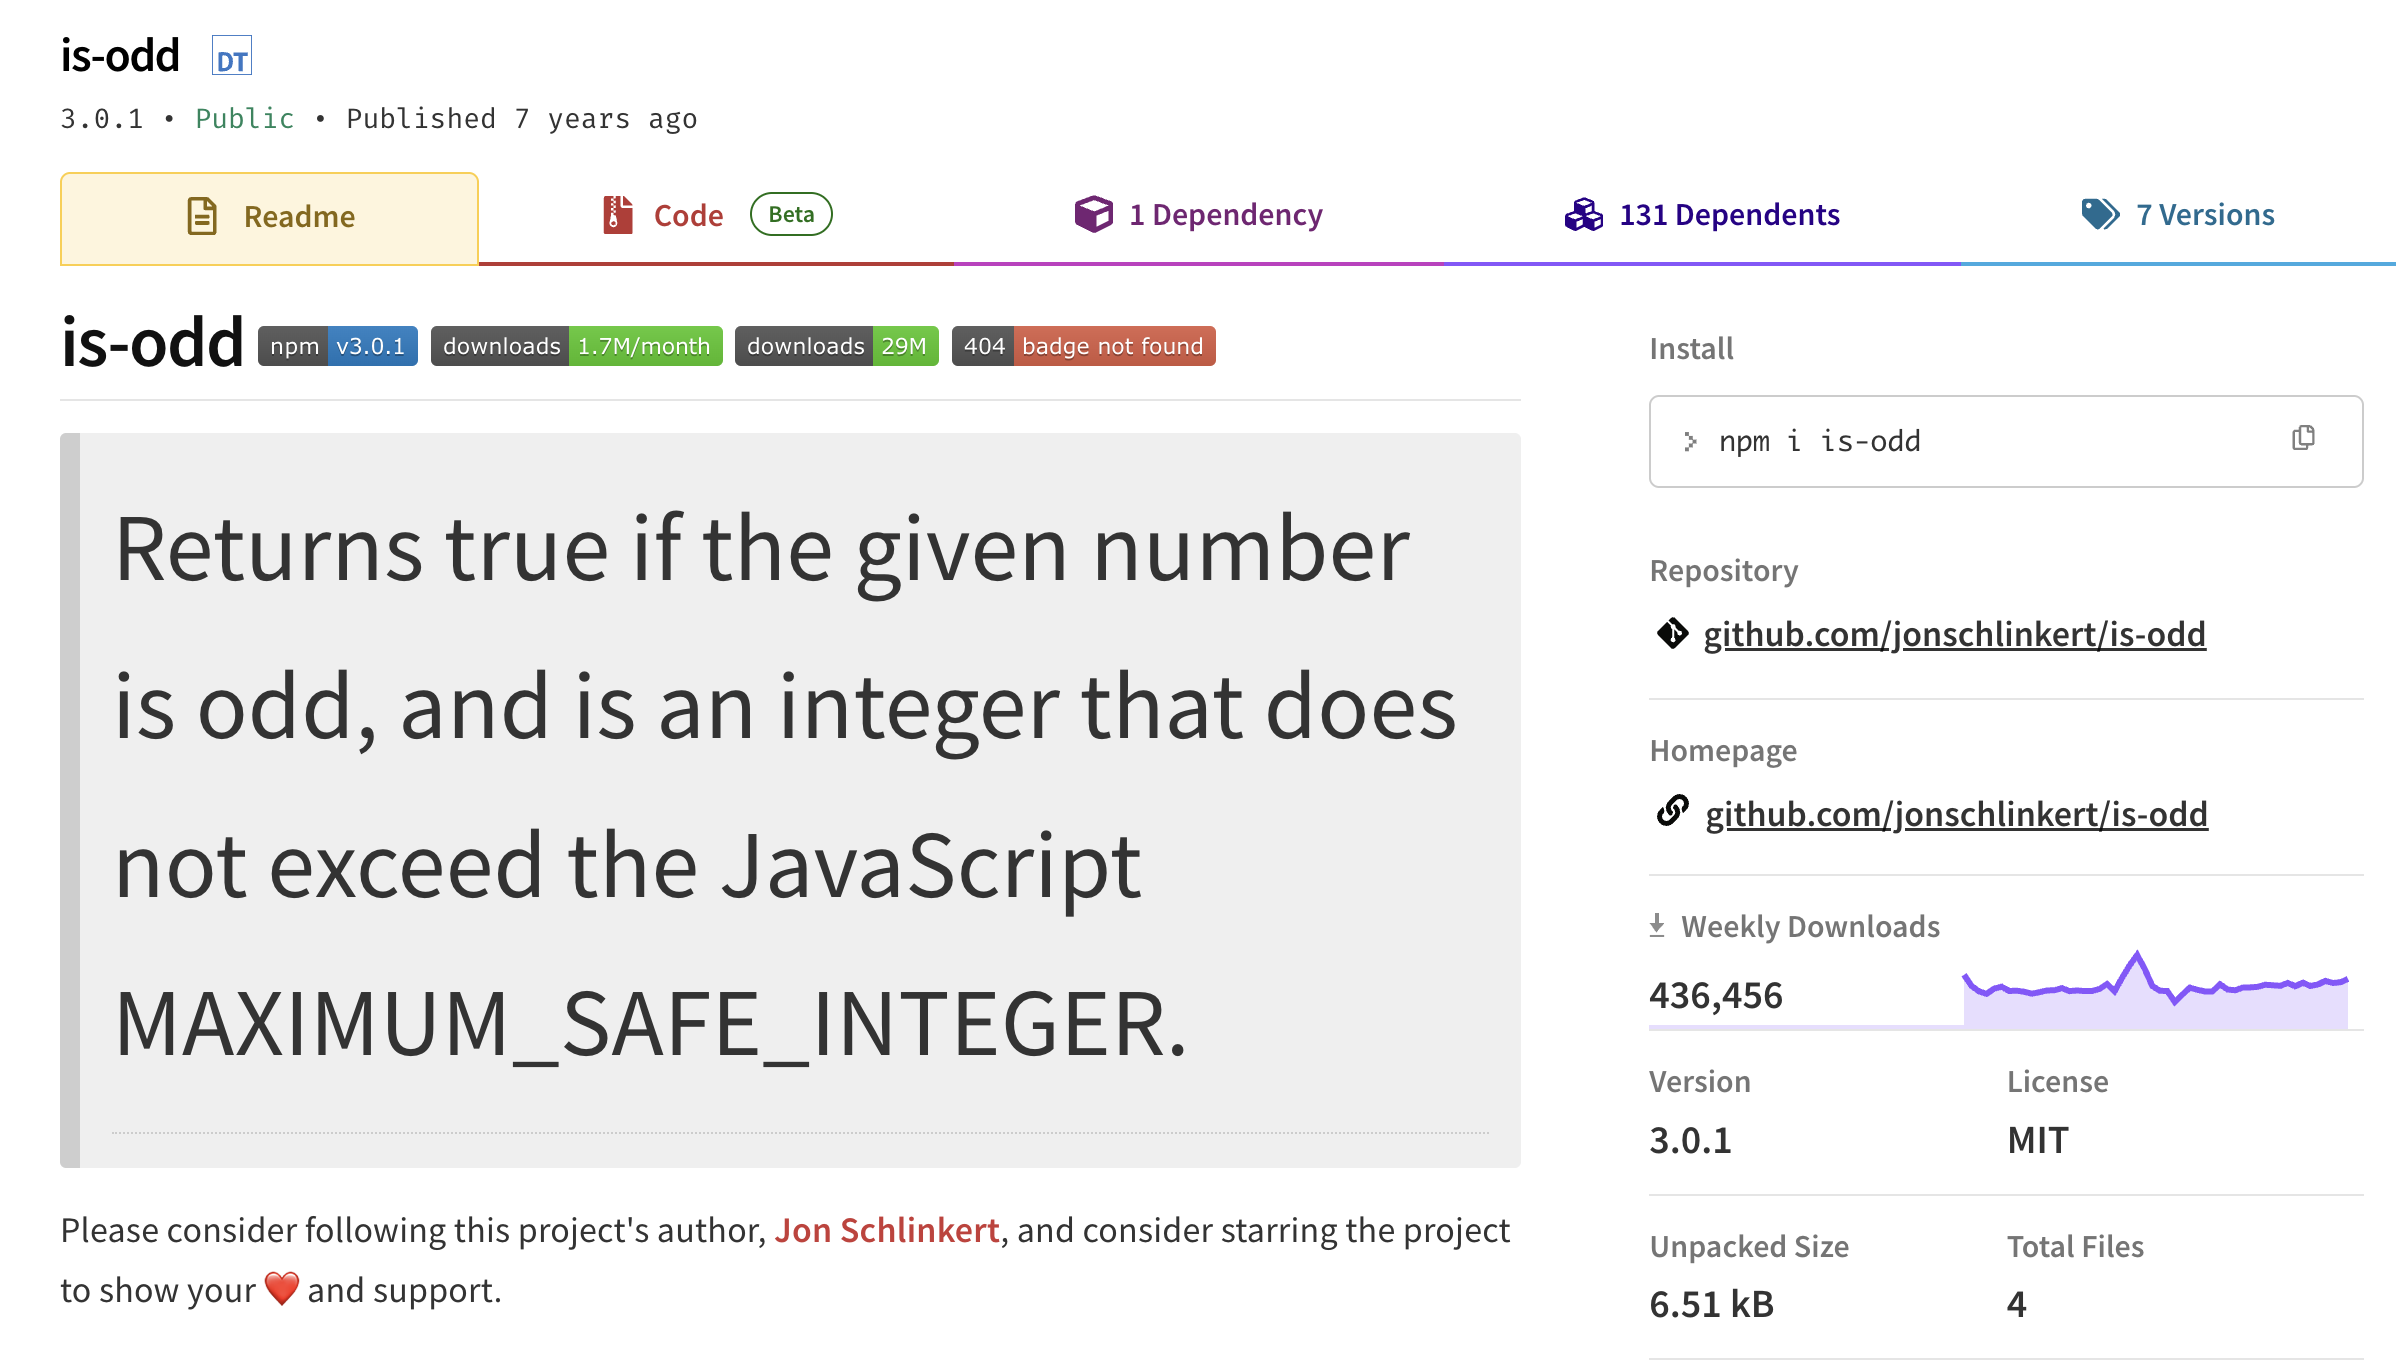 is-odd DT
3.0.1 • Public • Published 7 years ago
Readme
Code Beta
1 Dependency
131 Dependents
7 Versions
is-odd npm v3.0.1 downloads 1.7M/month downloads 29M 404 badge not found
Returns true if the given number
is odd, and is an integer that does
not exceed the JavaScript
MAXIMUM_SAFE_INTEGER.
Please consider following this project's author, Jon Schlinkert, and consider starring the project
to show your ❤️ and support.
Install
> npm i is-odd
Repository
github.com/jonschlinkert/is-odd
Homepage
github.com/jonschlinkert/is-odd
Weekly Downloads
436,456
Version
3.0.1
License
MIT
Unpacked Size
6.51 kB
Total Files
4